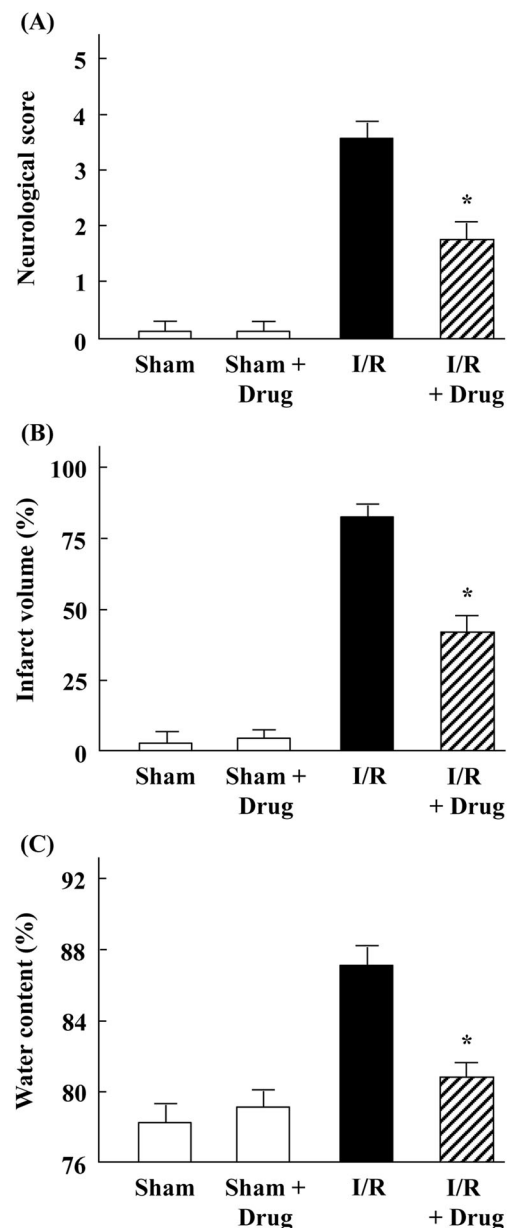 (A)
Neurological score
5
4
3
2
1
0
*
Sham
Sham +
Drug
I/R
I/R
+ Drug
(B)
Infarct volume (%)
100
75
50
25
0
*
Sham
Sham +
Drug
I/R
I/R
+ Drug
(C)
Water content (%)
92
88
84
80
76
*
Sham
Sham +
Drug
I/R
I/R
+ Drug